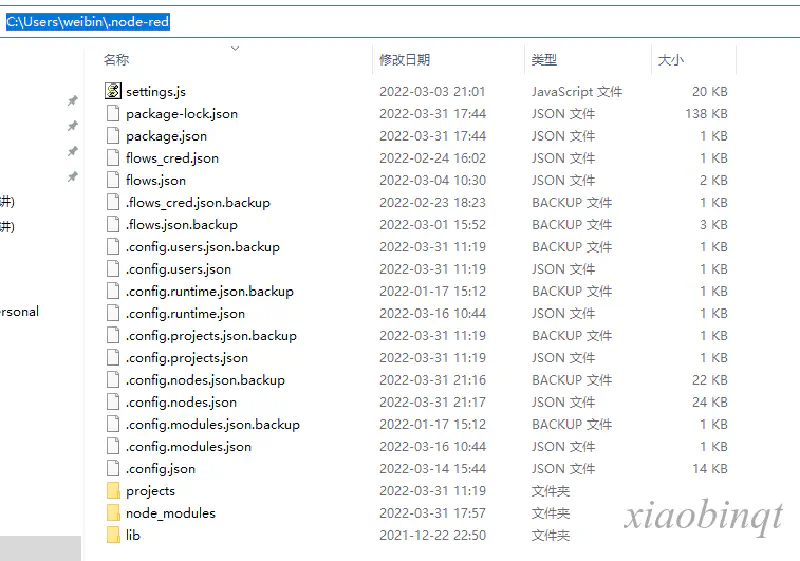 C:\Users\weibin\.node-red
名称 修改日期 类型 大小
settings.js 2022-03-03 21:01 JavaScript 文件 20 KB
package-lock.json 2022-03-31 17:44 JSON 文件 138 KB
package.json 2022-03-31 17:44 JSON 文件 1 KB
flows_cred.json 2022-02-24 16:02 JSON 文件 1 KB
flows.json 2022-03-04 10:30 JSON 文件 2 KB
讲) .flows_cred.json.backup 2022-02-23 18:23 BACKUP 文件 1 KB
讲) .flows.json.backup 2022-03-01 15:52 BACKUP 文件 3 KB
.config.users.json.backup 2022-03-31 11:19 BACKUP 文件 1 KB
.config.users.json 2022-03-31 11:19 JSON 文件 1 KB
.config.runtime.json.backup 2022-01-17 15:12 BACKUP 文件 1 KB
ersonal .config.runtime.json 2022-03-16 10:44 JSON 文件 1 KB
.config.projects.json.backup 2022-03-31 11:19 BACKUP 文件 1 KB
.config.projects.json 2022-03-31 11:19 JSON 文件 1 KB
.config.nodes.json.backup 2022-03-31 21:16 BACKUP 文件 22 KB
.config.nodes.json 2022-03-31 21:17 JSON 文件 24 KB
.config.modules.json.backup 2022-01-17 15:12 BACKUP 文件 1 KB
.config.modules.json 2022-03-16 10:44 JSON 文件 1 KB
.config.json 2022-03-14 15:44 JSON 文件 14 KB
projects 2022-03-31 11:19 文件夹
node_modules 2022-03-31 17:57 文件夹
lib 2021-12-22 22:50 文件夹
xiaobinqt